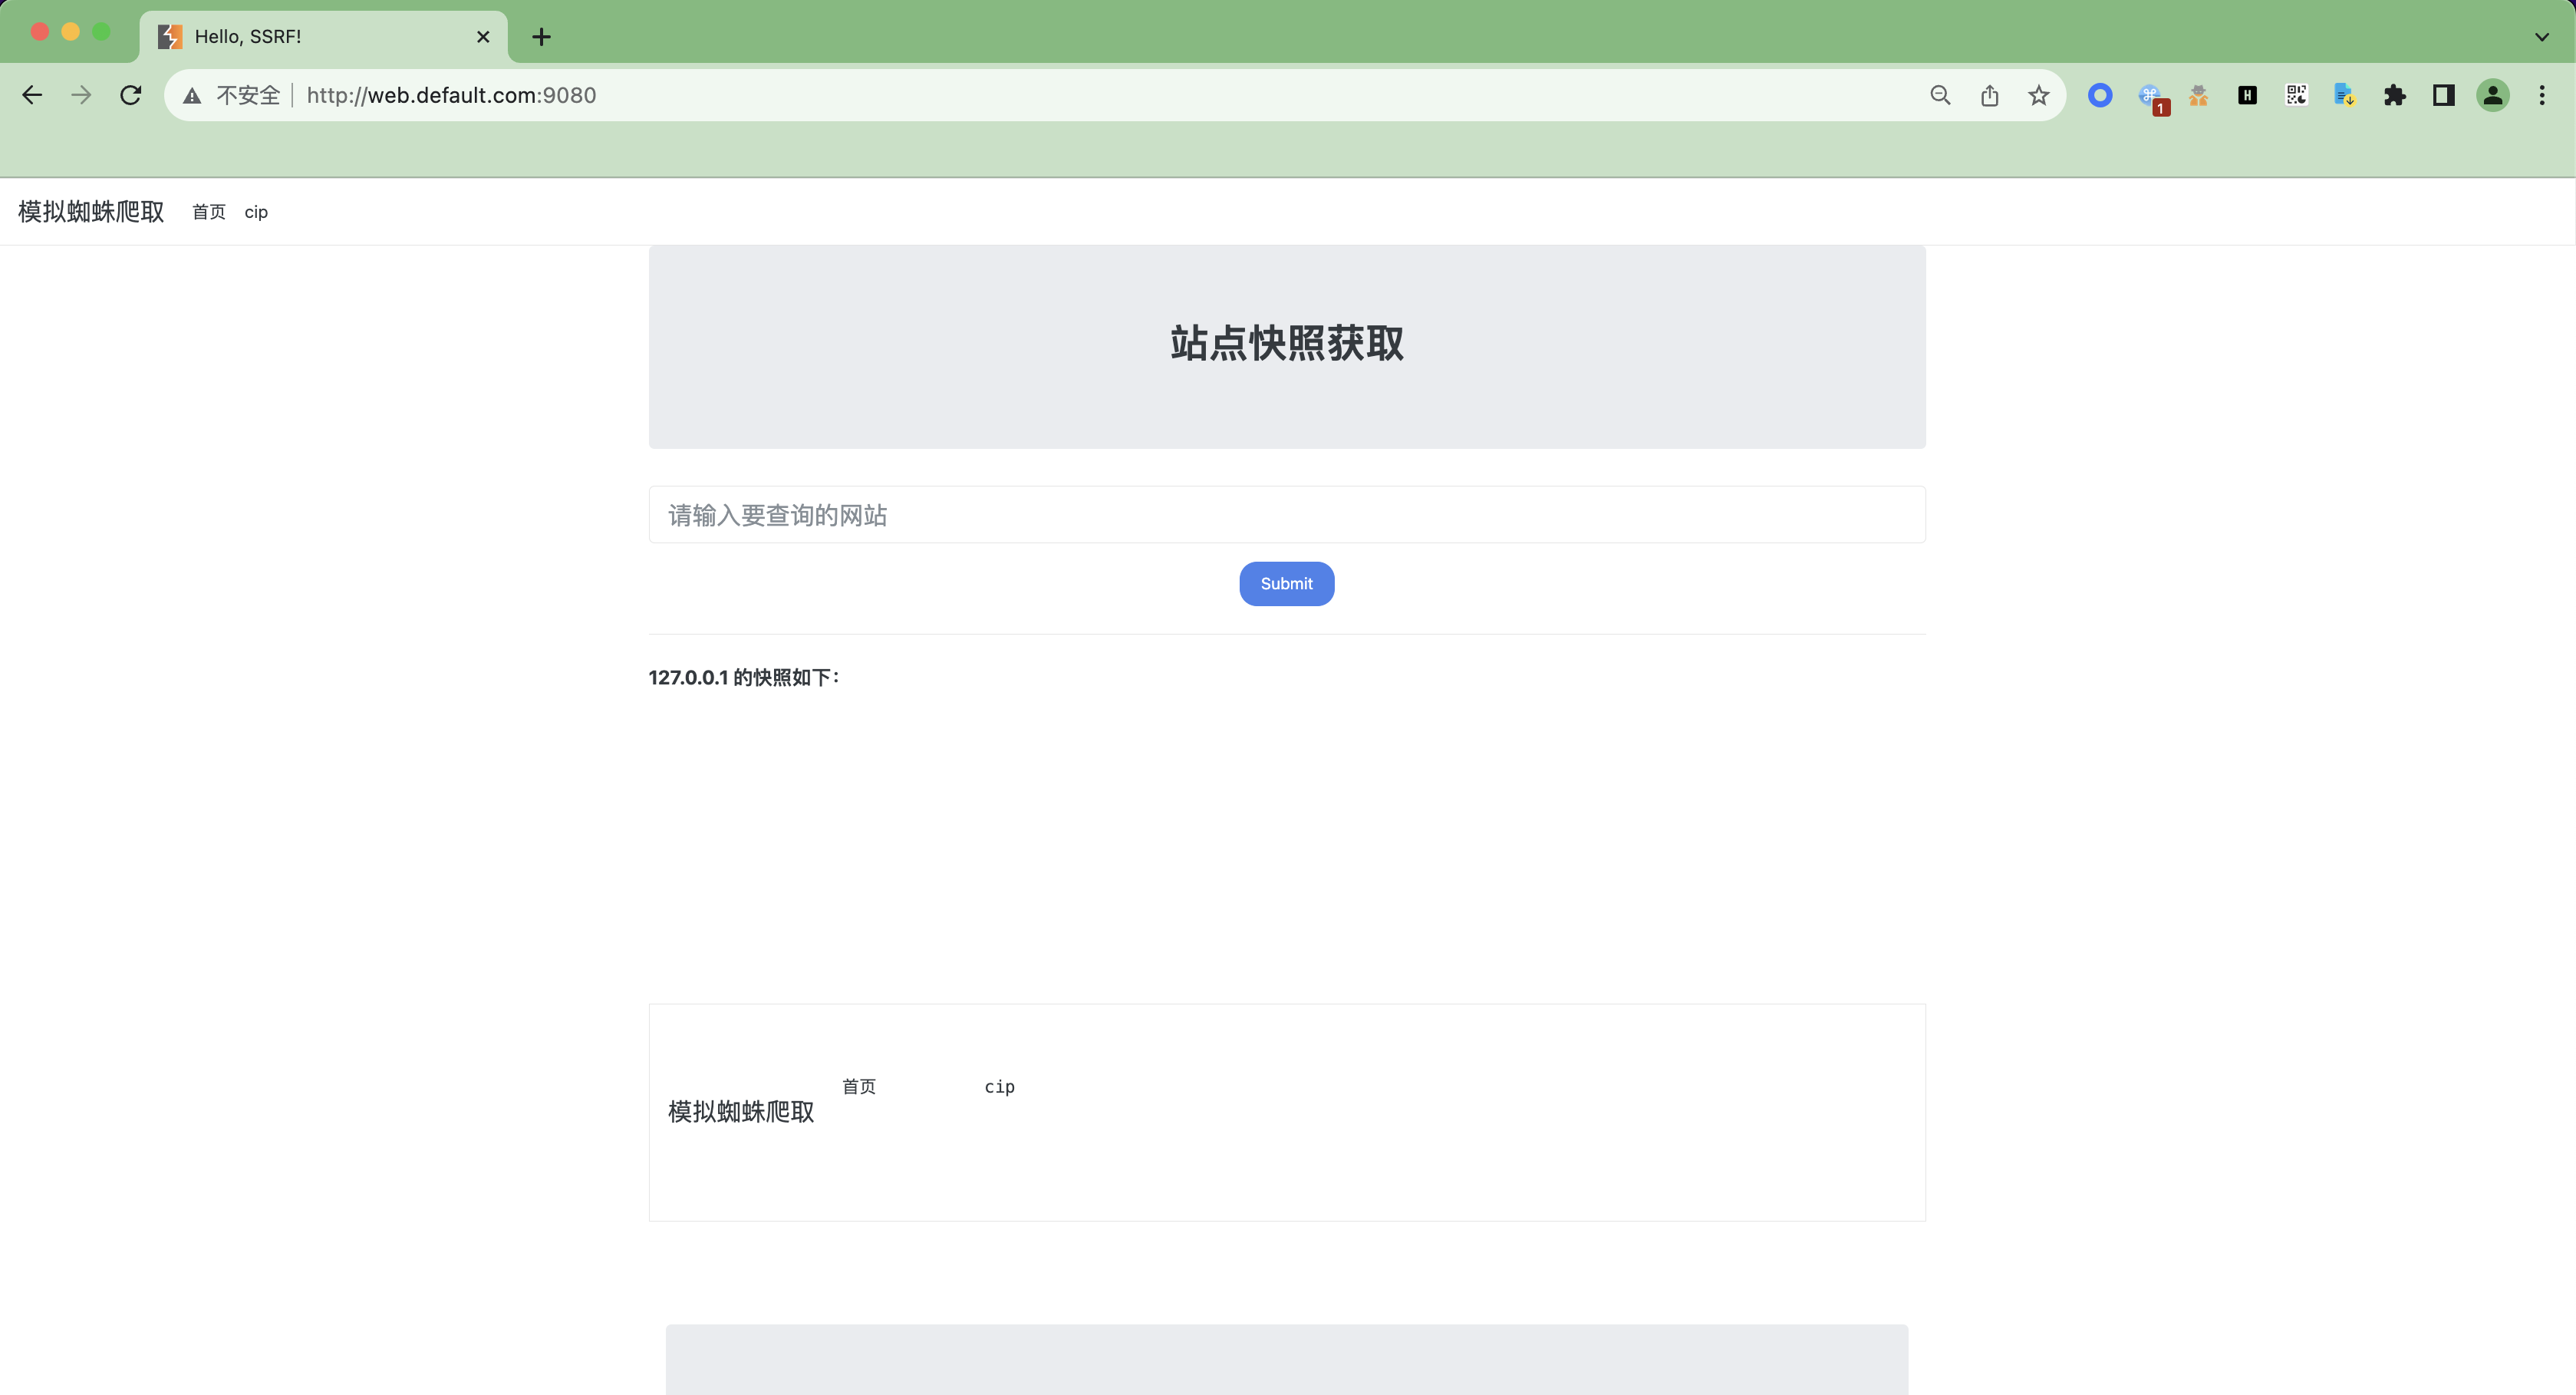 Hello, SSRF!
不安全 http://web.default.com:9080
1
H
模拟蜘蛛爬取 首页 cip
站点快照获取
请输入要查询的网站
Submit
127.0.0.1 的快照如下：
首页 cip
模拟蜘蛛爬取